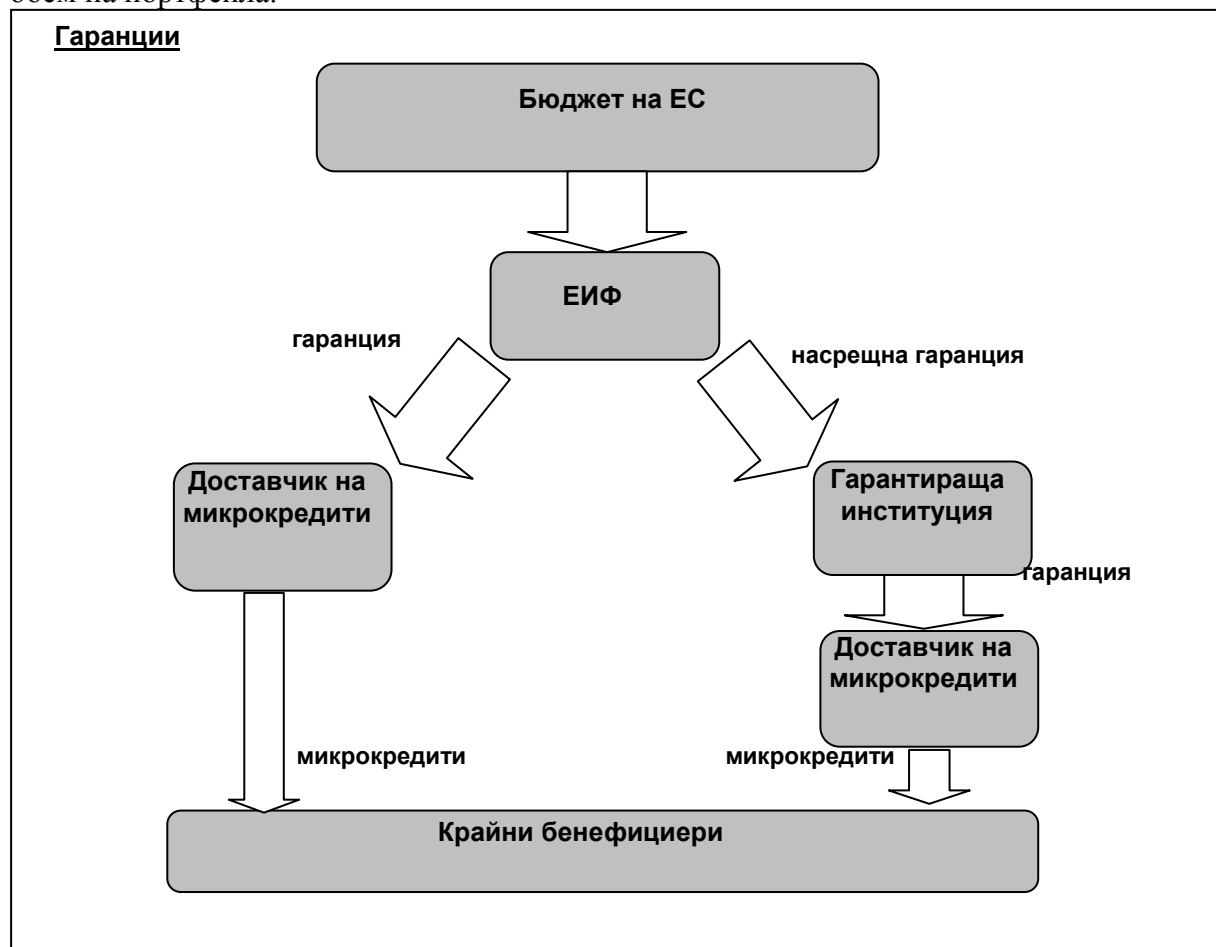 обем на портфейла.
Гаранции
Бюджет на ЕС
ЕИФ
гаранция
насрещна гаранция
Доставчик на
микрокредити
Гарантираща
институция
гаранция
Доставчик на
микрокредити
микрокредити
микрокредити
Крайни бенефициери